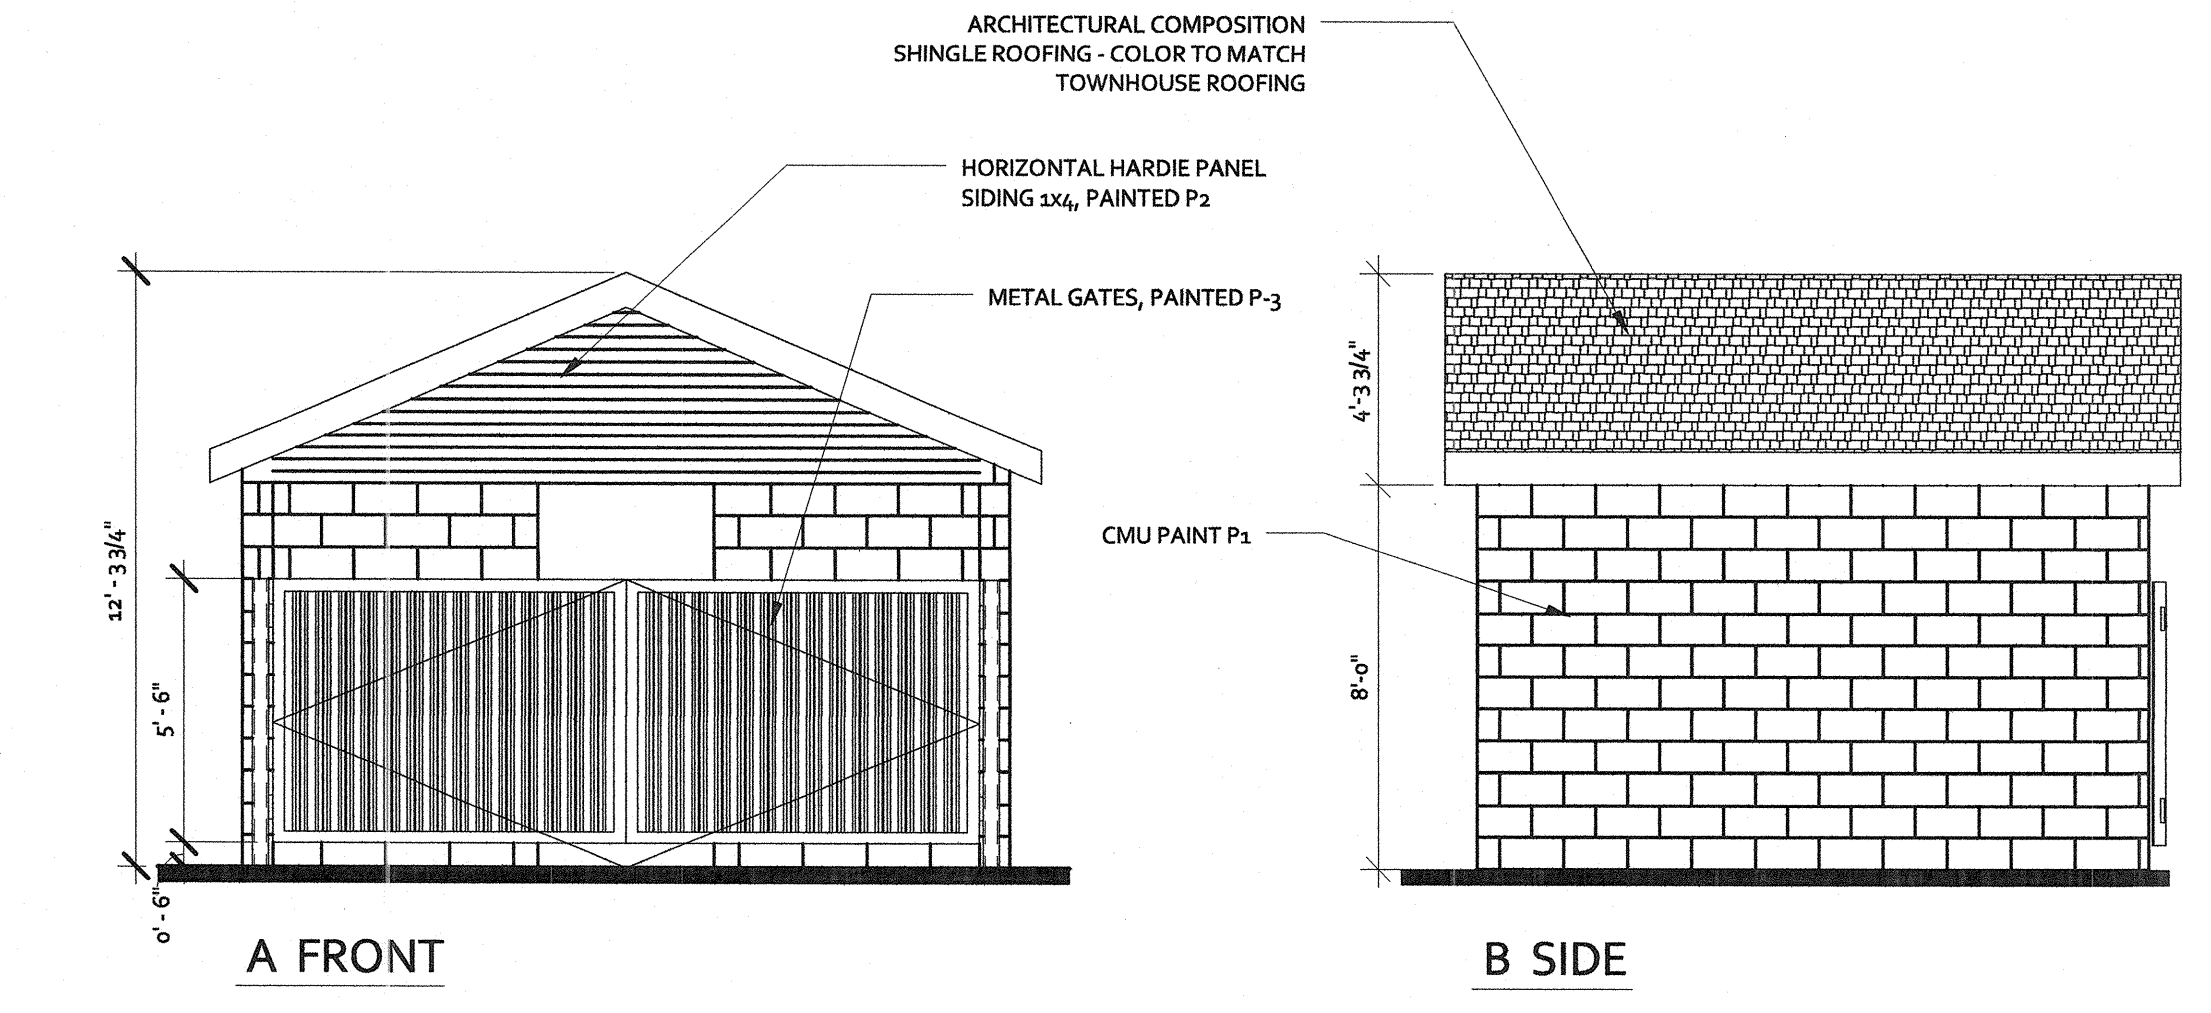 ARCHITECTURAL COMPOSITION
SHINGLE ROOFING - COLOR TO MATCH
TOWNHOUSE ROOFING
HORIZONTAL HARDIE PANEL
SIDING 1X4, PAINTED P2
METAL GATES, PAINTED P-3
12' - 3 3/4"
5' - 6"
0' - 6"
4'-3 3/4"
8'-0"
CMU PAINT P1
A FRONT
B SIDE